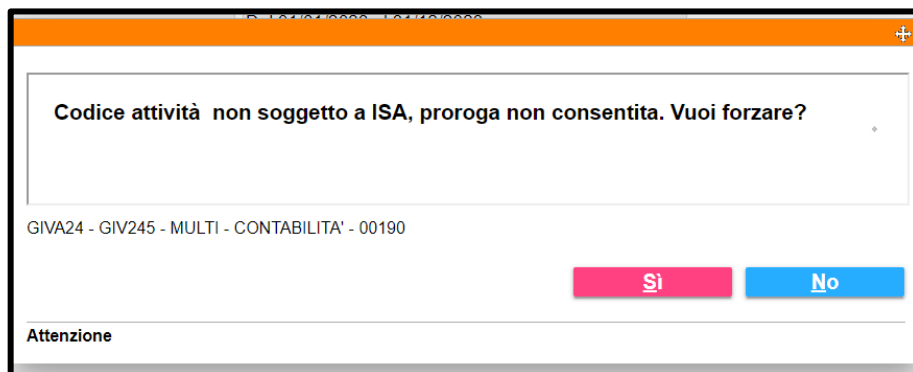 Codice attività  non soggetto a ISA, proroga non consentita. Vuoi forzare?
GIVA24 - GIV245 - MULTI - CONTABILITA' - 00190
Sì
No
Attenzione